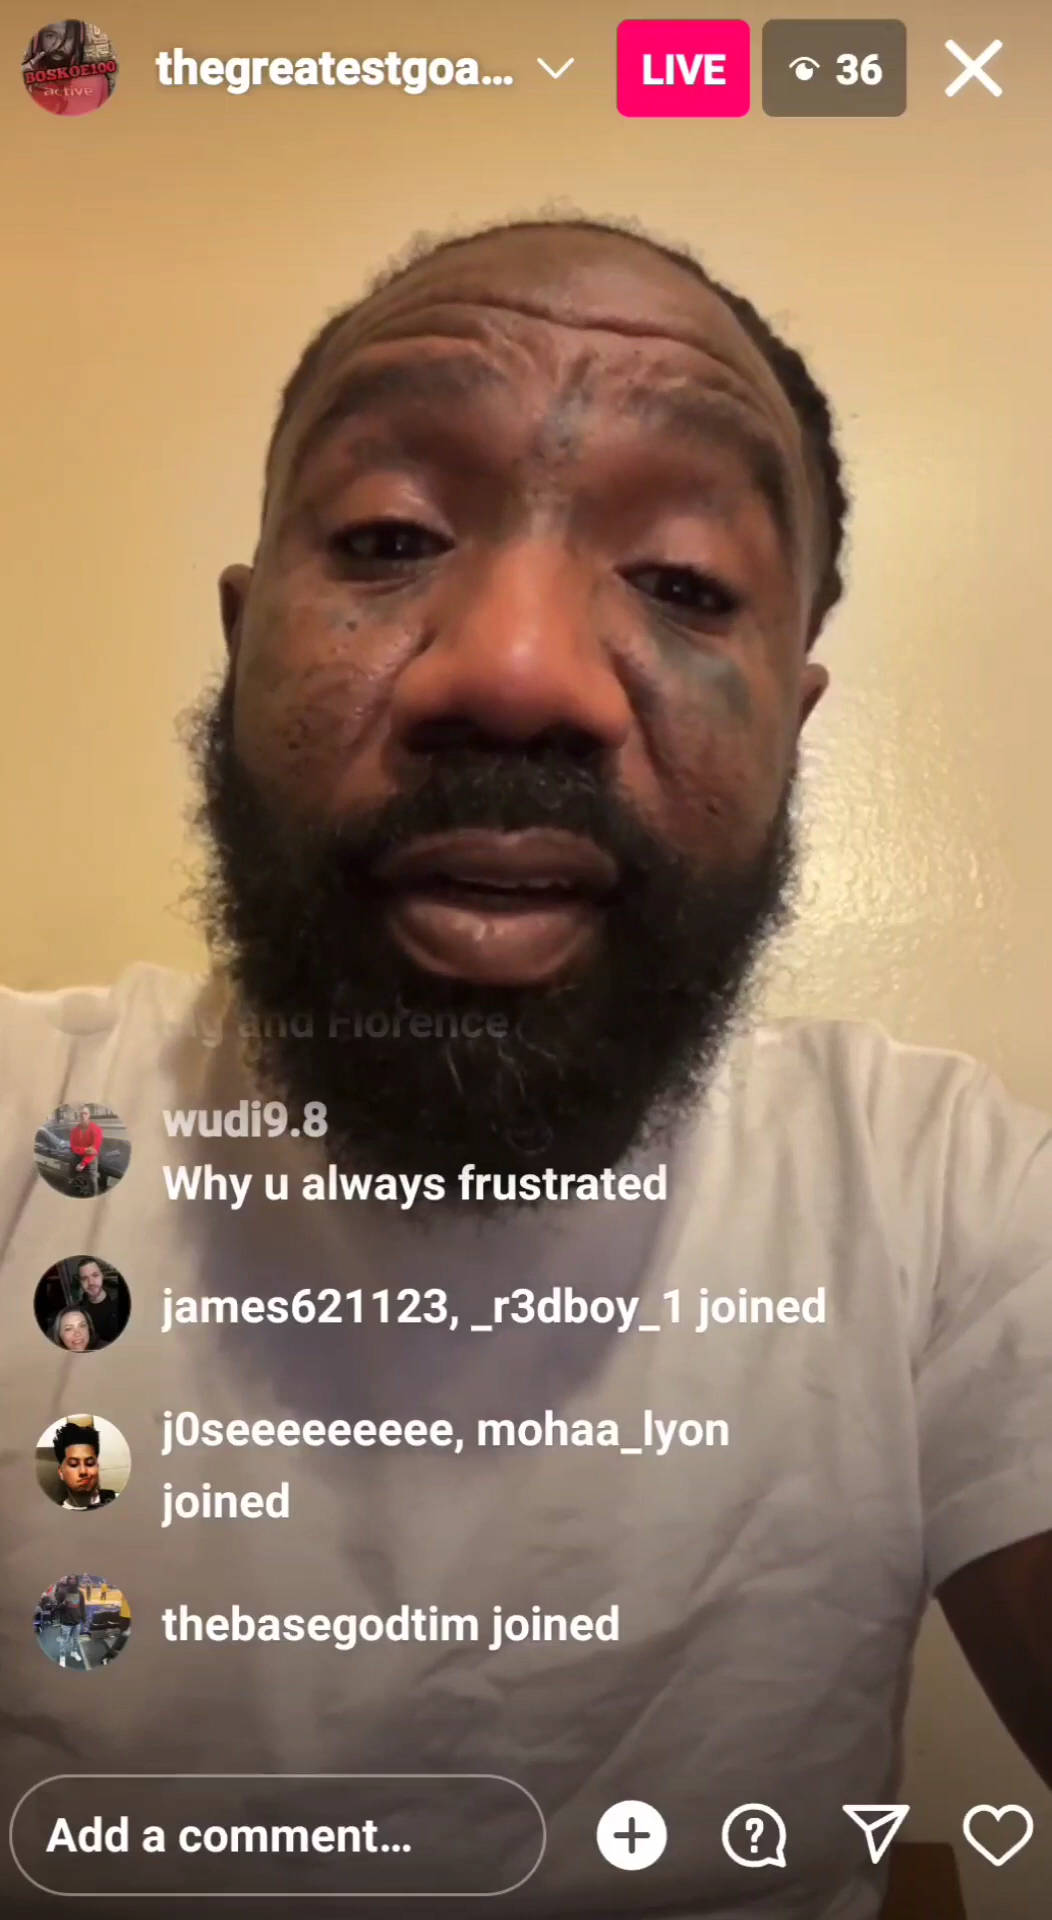 BOSKOE100
active
thegreatestgoa...
LIVE
36
and Florence
wudi9.8
Why u always frustrated
james621123, _r3dboy_1 joined
j0seeeeeeeee, mohaa_lyon
joined
thebasegodtim joined
Add a comment...